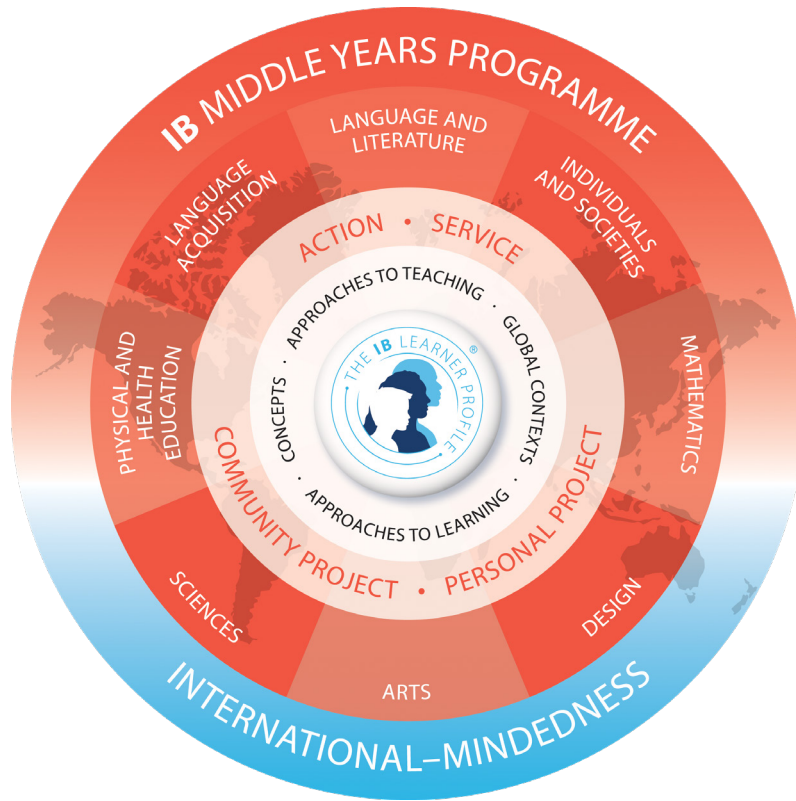 IB MIDDLE YEARS PROGRAMME
LANGUAGE AND
LITERATURE
INDIVIDUALS
AND SOCIETIES
MATHEMATICS
DESIGN
ARTS
SCIENCES
PHYSICAL AND
HEALTH
EDUCATION
LANGUAGE
ACQUISITION
ACTION • SERVICE
COMMUNITY PROJECT • PERSONAL PROJECT
APPROACHES TO TEACHING · GLOBAL CONTEXTS ·
APPROACHES TO LEARNING · CONCEPTS ·
THE IB LEARNER PROFILE ®
INTERNATIONAL–MINDEDNESS